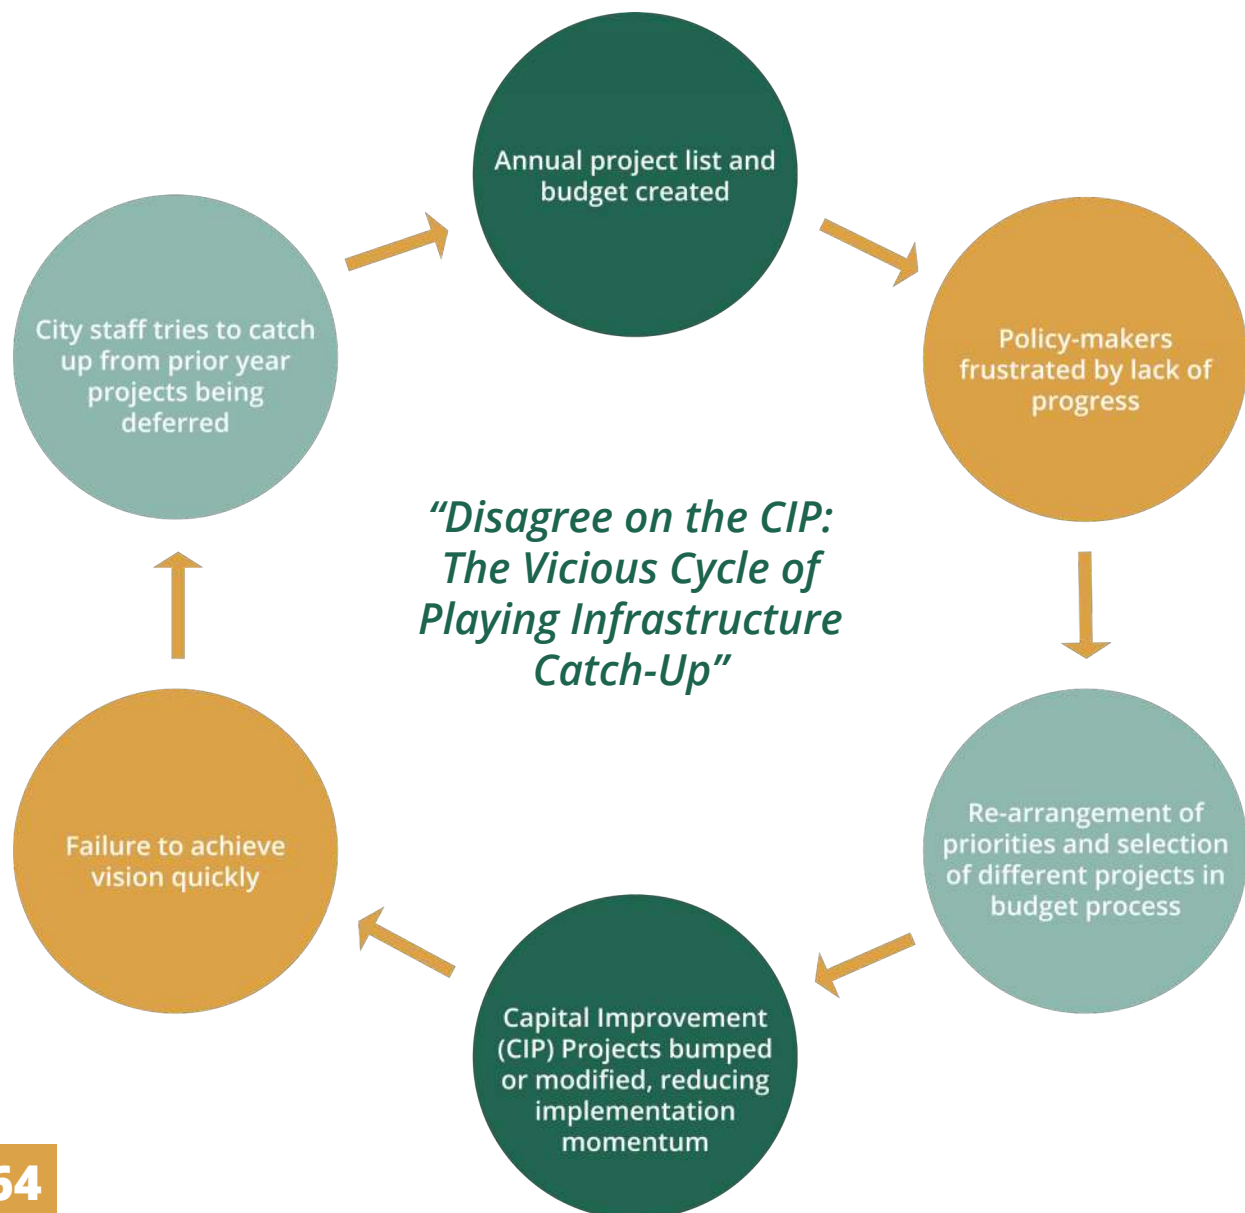 Annual project list and
budget created
Policy-makers
frustrated by lack of
progress
Re-arrangement of
priorities and selection
of different projects in
budget process
Capital Improvement
(CIP) Projects bumped
or modified, reducing
implementation
momentum
Failure to achieve
vision quickly
City staff tries to catch
up from prior year
projects being
deferred
“Disagree on the CIP:
The Vicious Cycle of
Playing Infrastructure
Catch-Up”
64